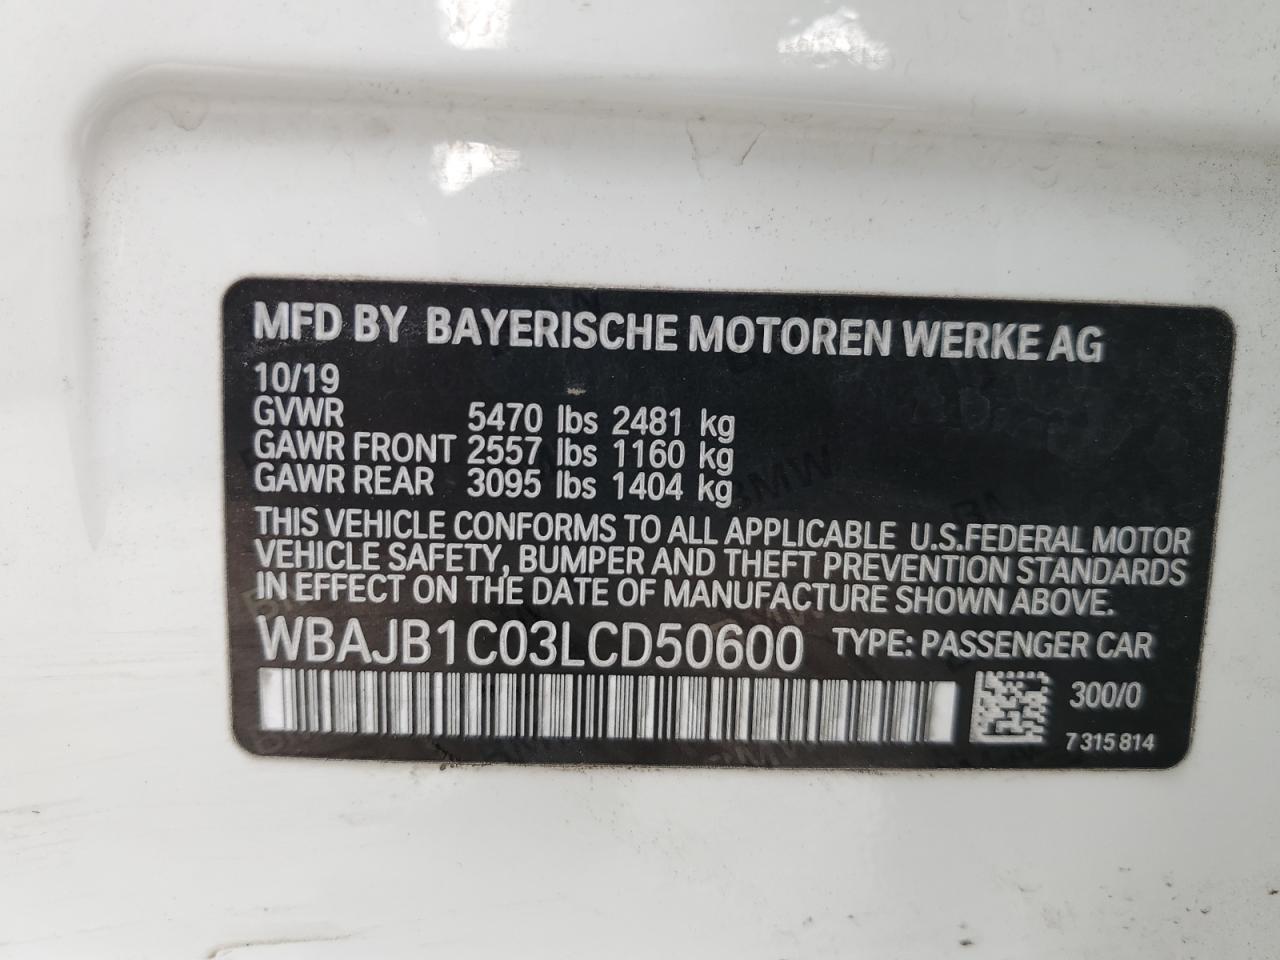 MFD BY BAYERISCHE MOTOREN WERKE AG
10/19
GVWR 5470 lbs 2481 kg
GAWR FRONT 2557 lbs 1160 kg
GAWR REAR 3095 lbs 1404 kg
THIS VEHICLE CONFORMS TO ALL APPLICABLE U.S.FEDERAL MOTOR
VEHICLE SAFETY, BUMPER AND THEFT PREVENTION STANDARDS
IN EFFECT ON THE DATE OF MANUFACTURE SHOWN ABOVE.
WBAJB1C03LCD50600 TYPE: PASSENGER CAR
300/0
7 315 814